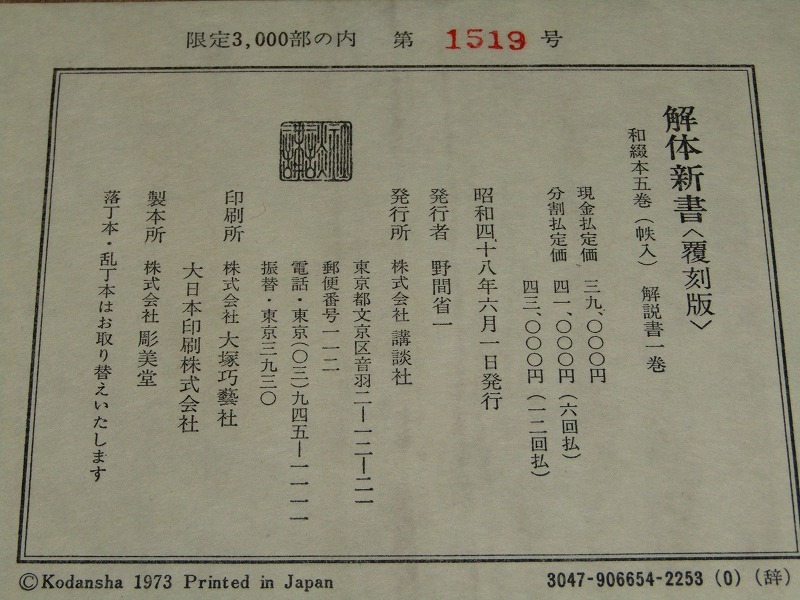 限定3,000部の内 第 1519 号
解体新書〈覆刻版〉
和綴本五巻(帙入) 解説書一巻
現金払定価 三九、〇〇〇円
分割払定価 四一、〇〇〇円(六回払)
四三、〇〇〇円(一二回払)
昭和四十八年六月一日発行
発行者 野間省一
発行所 株式会社 講談社
東京都文京区音羽二―一二―二一
郵便番号一一二
電話・東京(〇三)九四五―一一一一
振替・東京三九三〇
印刷所 株式会社 大塚巧藝社
大日本印刷株式会社
製本所 株式会社 彫美堂
落丁本・乱丁本はお取り替えいたします
©Kodansha 1973 Printed in Japan
3047-906654-2253 (0) (辞)